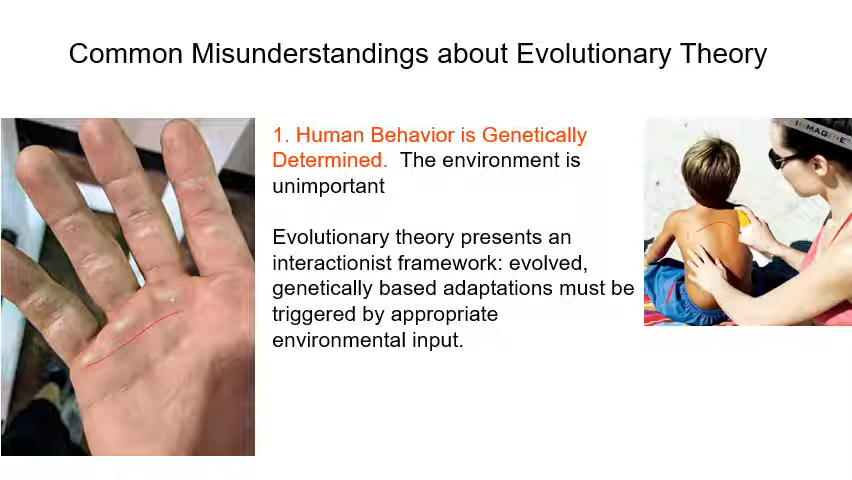 Common Misunderstandings about Evolutionary Theory
1. Human Behavior is Genetically
Determined. The environment is
unimportant
Evolutionary theory presents an
interactionist framework: evolved,
genetically based adaptations must be
triggered by appropriate
environmental input.